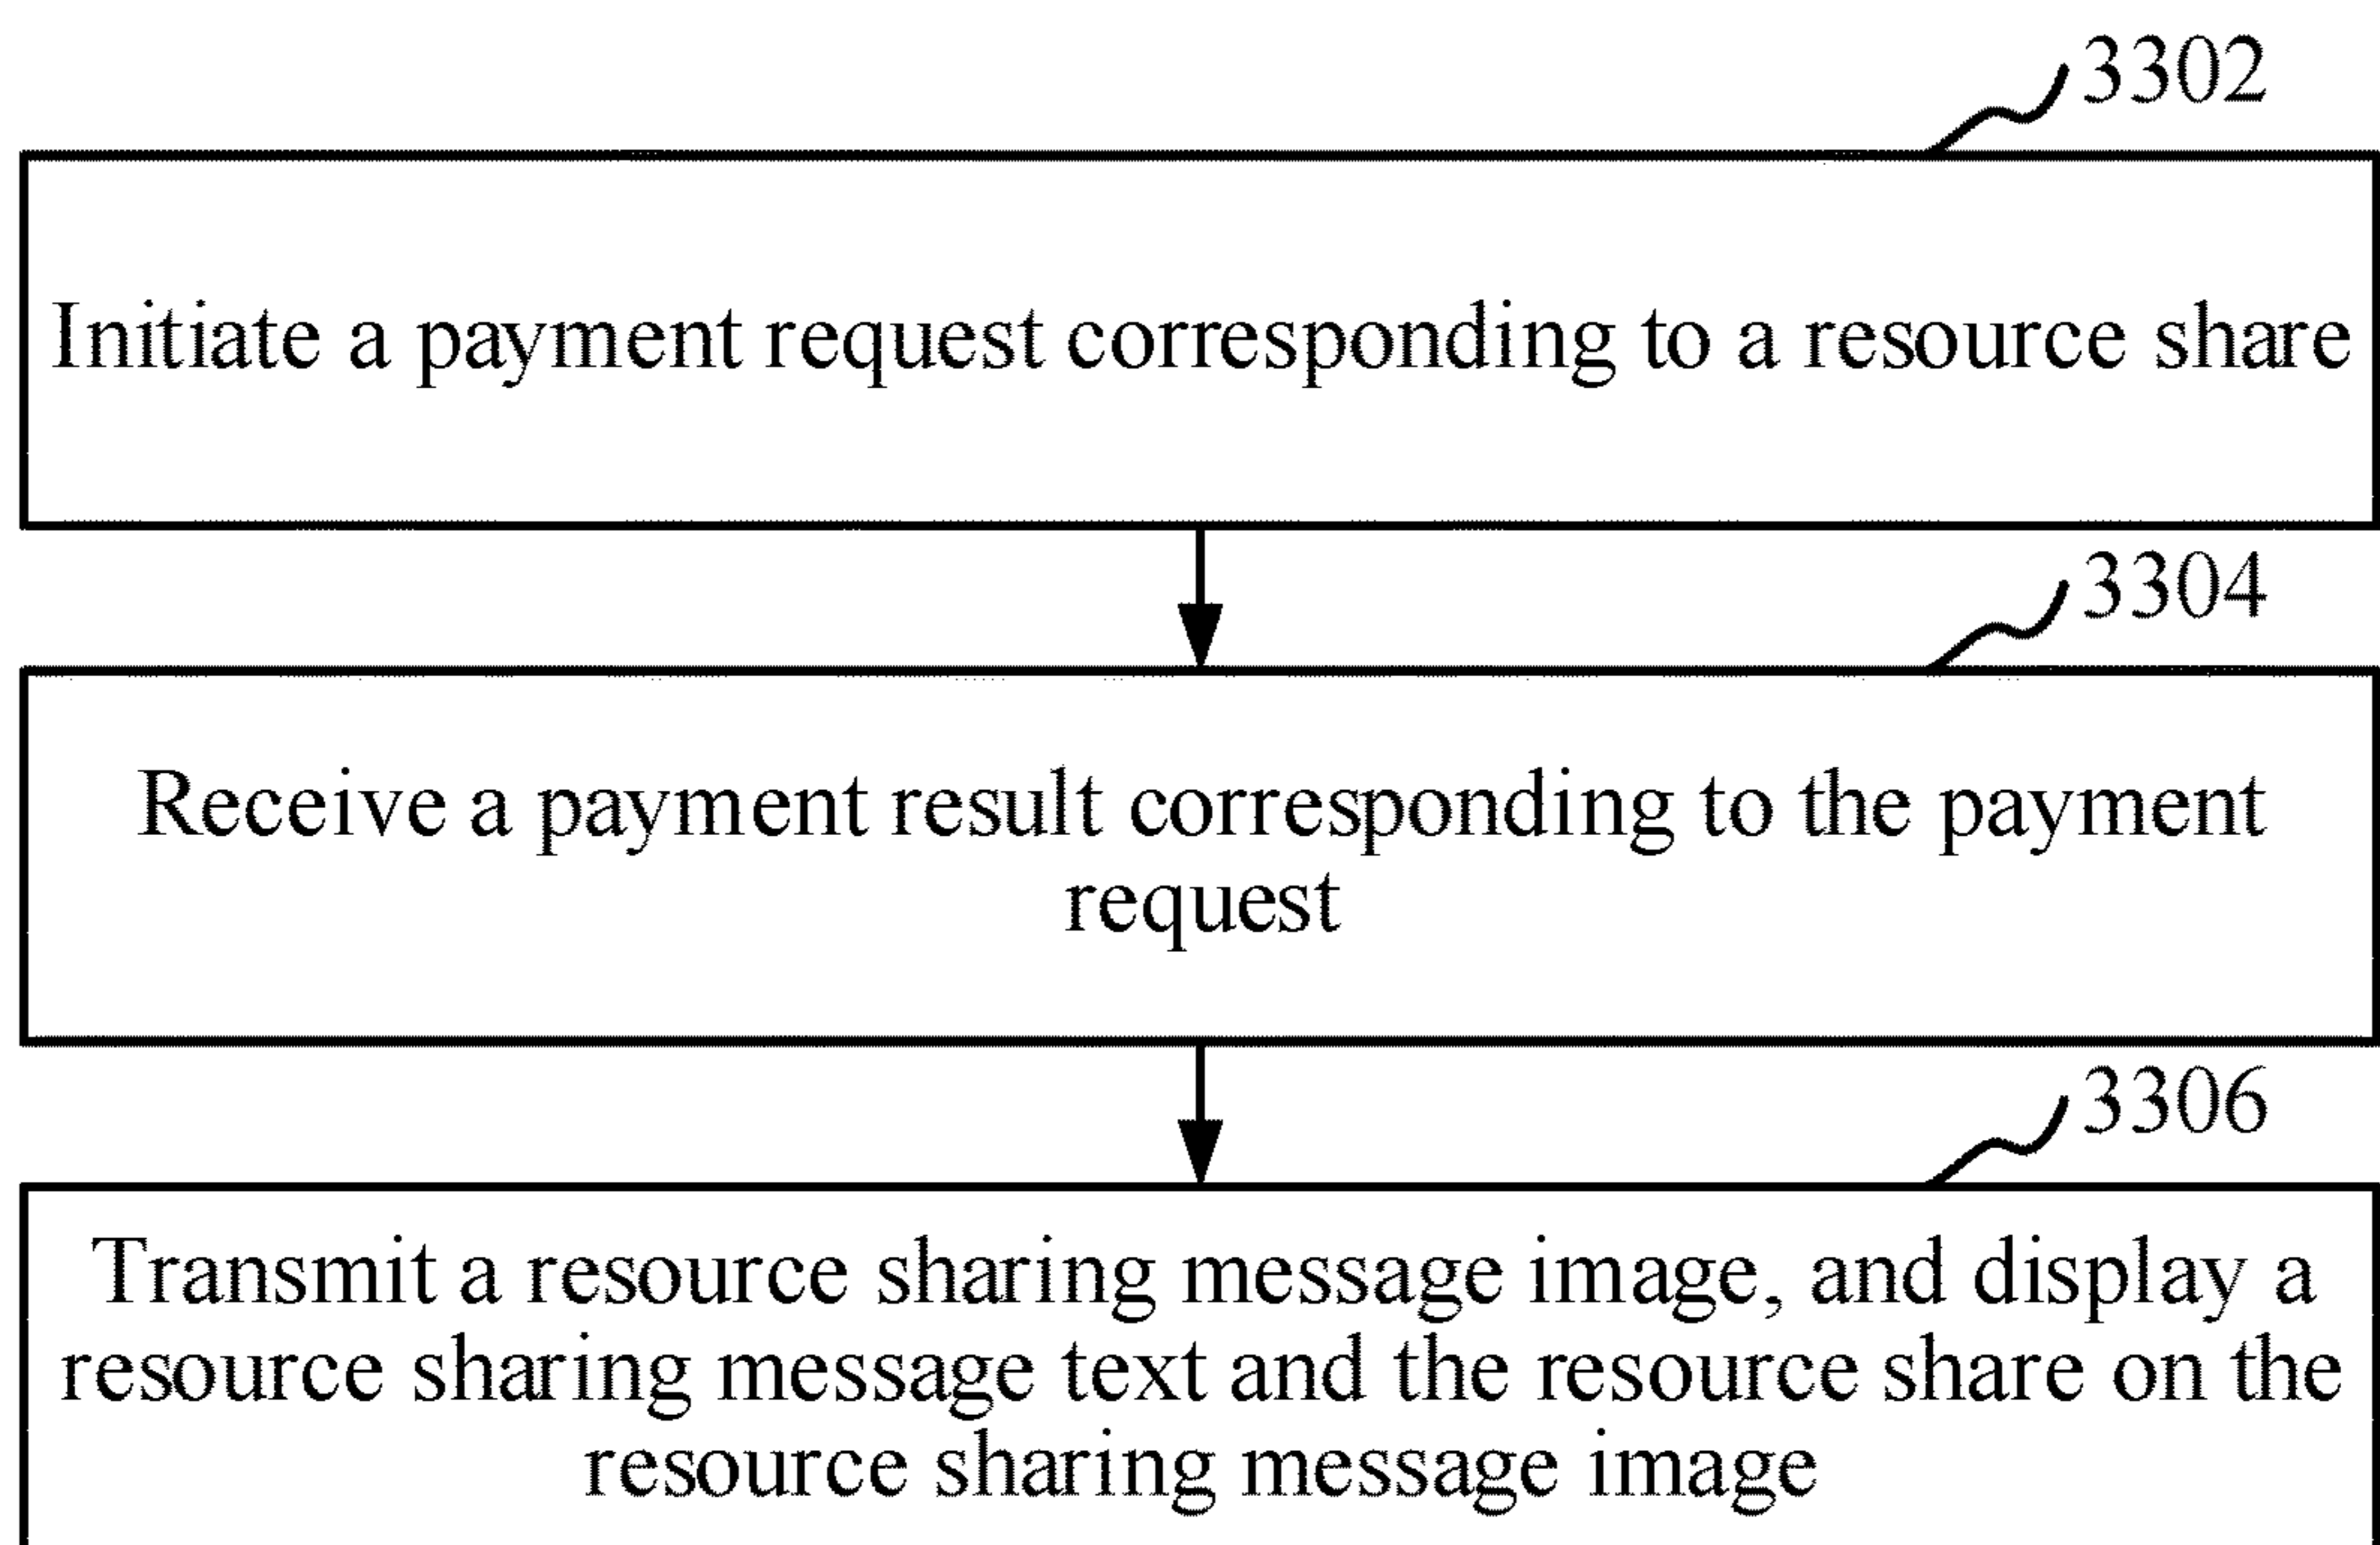 3302
Initiate a payment request corresponding to a resource share
3304
Receive a payment result corresponding to the payment
request
3306
Transmit a resource sharing message image, and display a
resource sharing message text and the resource share on the
resource sharing message image